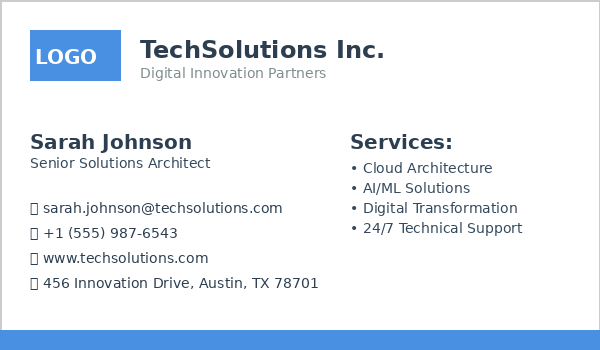 LOGO
TechSolutions Inc.
Digital Innovation Partners
Sarah Johnson
Senior Solutions Architect
sarah.johnson@techsolutions.com
+1 (555) 987-6543
www.techsolutions.com
456 Innovation Drive, Austin, TX 78701
Services:
• Cloud Architecture
• AI/ML Solutions
• Digital Transformation
• 24/7 Technical Support